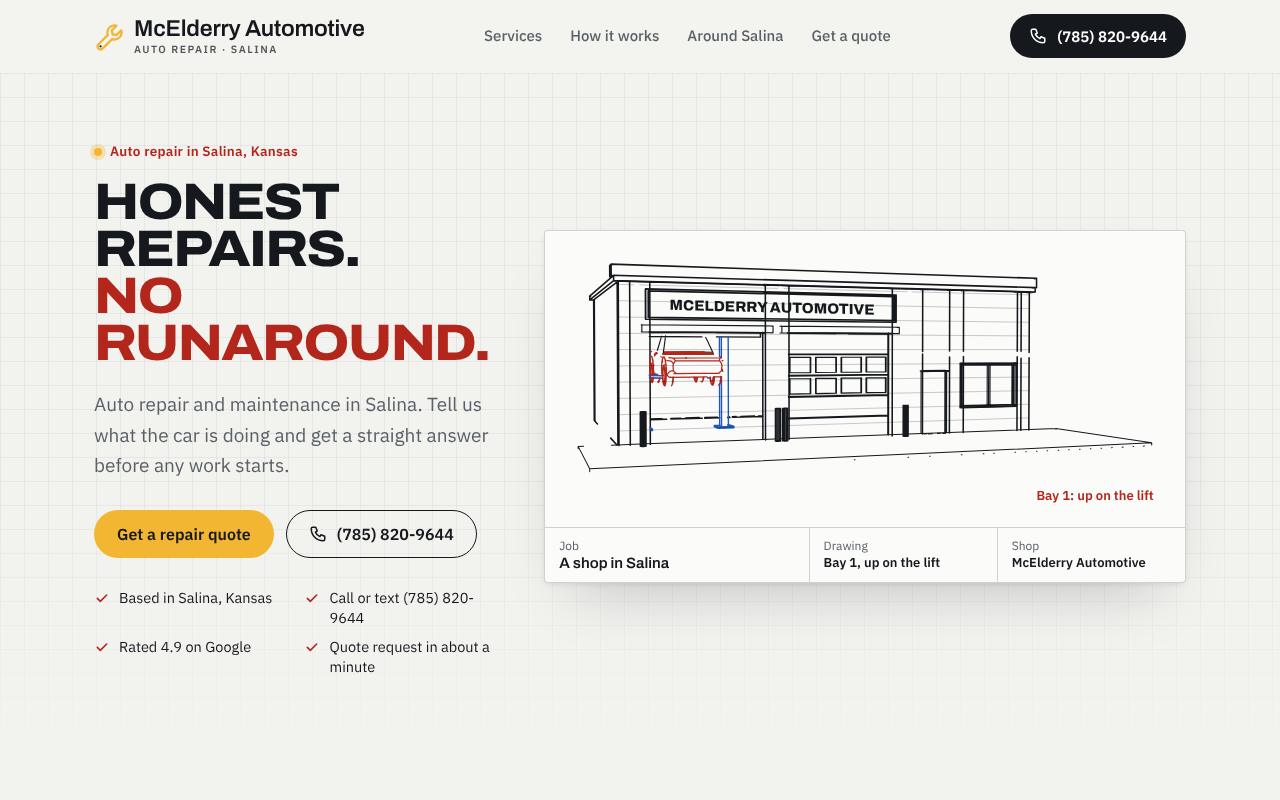 McElderry Automotive
AUTO REPAIR · SALINA
Services
How it works
Around Salina
Get a quote
(785) 820-9644
Auto repair in Salina, Kansas
HONEST
REPAIRS.
NO
RUNAROUND.
Auto repair and maintenance in Salina. Tell us
what the car is doing and get a straight answer
before any work starts.
Get a repair quote
(785) 820-9644
Based in Salina, Kansas
Call or text (785) 820-
9644
Rated 4.9 on Google
Quote request in about a
minute
MCELDERRY AUTOMOTIVE
Bay 1: up on the lift
Job
A shop in Salina
Drawing
Bay 1, up on the lift
Shop
McElderry Automotive